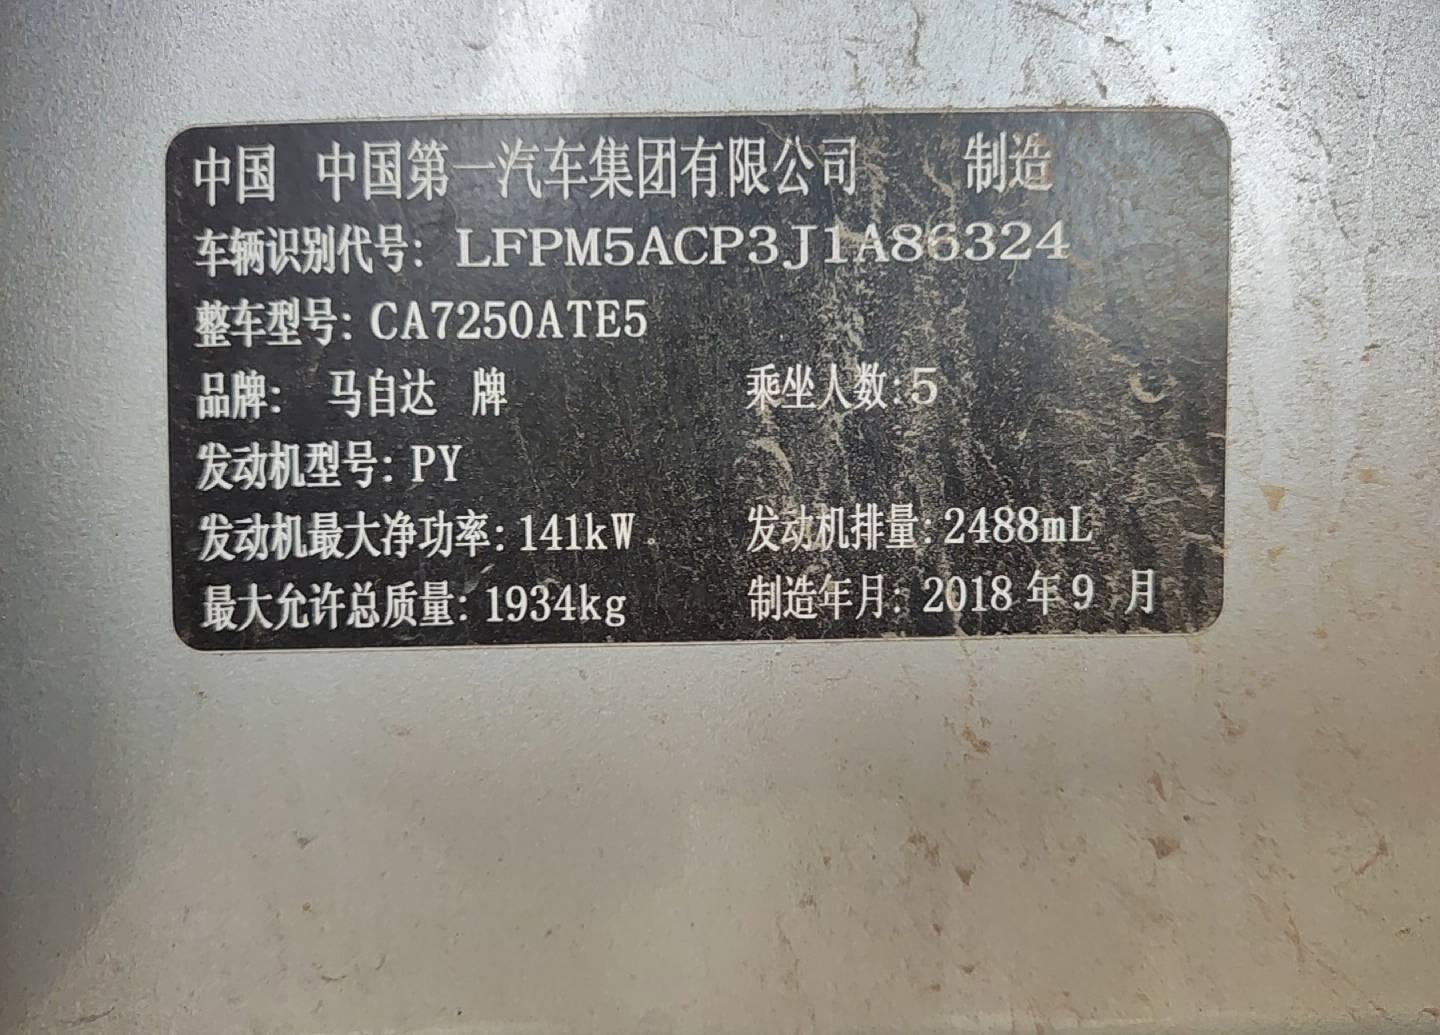 中国 中国第一汽车集团有限公司 制造
车辆识别代号: LFPM5ACP3J1A86324
整车型号: CA7250ATE5
品牌: 马自达 牌 乘坐人数: 5
发动机型号: PY
发动机最大净功率: 141kW 发动机排量: 2488mL
最大允许总质量: 1934kg 制造年月: 2018 年 9 月